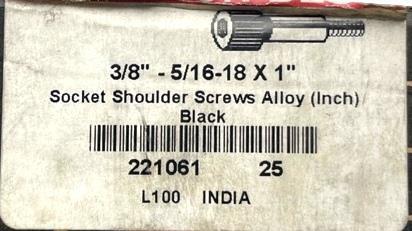 3/8" - 5/16-18 X 1"
Socket Shoulder Screws Alloy (Inch)
Black
221061 25
L100 INDIA